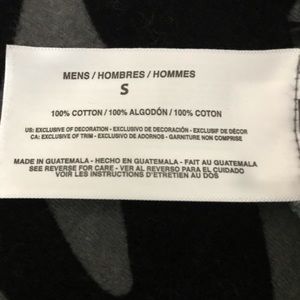 MENS / HOMBRES / HOMMES
S
100% COTTON / 100% ALGODÓN / 100% COTON
US: EXCLUSIVE OF DECORATION - EXCLUSIVO DE DECORACIÓN - EXCLUSIF DE DÉCOR
CA: EXCLUSIVE OF TRIM - EXCLUSIVO DE ADORNOS - GARNITURE NON COMPRISE
MADE IN GUATEMALA - HECHO EN GUATEMALA - FAIT AU GUATEMALA
SEE REVERSE FOR CARE - VER AL REVERSO PARA EL CUIDADO
VOIR LES INSTRUCTIONS D'ETRETIEN AU DOS